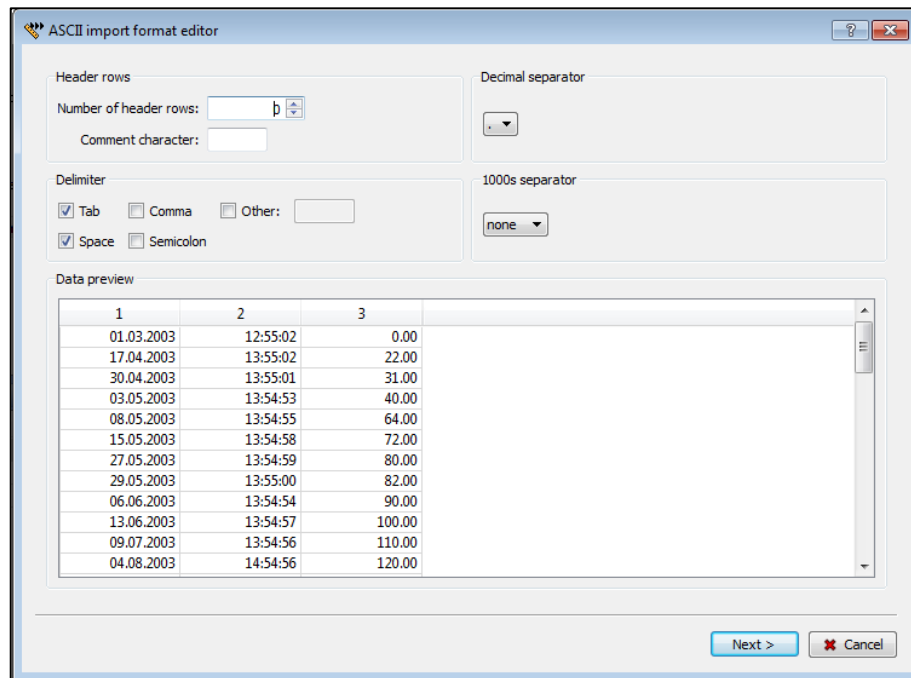 ASCII import format editor
Header rows
Number of header rows: 0
Comment character:
Decimal separator
.
Delimiter
Tab Comma Other:
Space Semicolon
1000s separator
none
Data preview
1 2 3
01.03.2003 12:55:02 0.00
17.04.2003 13:55:02 22.00
30.04.2003 13:55:01 31.00
03.05.2003 13:54:53 40.00
08.05.2003 13:54:55 64.00
15.05.2003 13:54:58 72.00
27.05.2003 13:54:59 80.00
29.05.2003 13:55:00 82.00
06.06.2003 13:54:54 90.00
13.06.2003 13:54:57 100.00
09.07.2003 13:54:56 110.00
04.08.2003 14:54:56 120.00
Next > Cancel